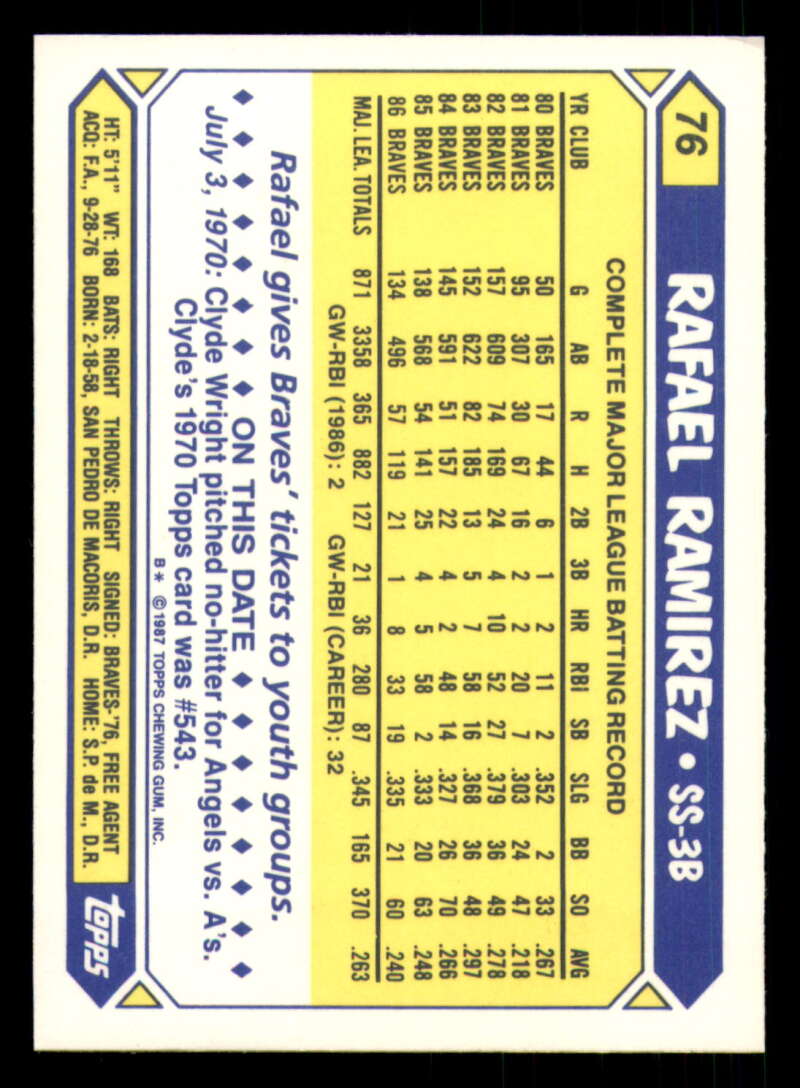 76
RAFAEL RAMIREZ • SS-3B
COMPLETE MAJOR LEAGUE BATTING RECORD
YR CLUB G AB R H 2B 3B HR RBI SB SLG BB SO AVG
80 BRAVES 50 165 17 44 6 1 2 11 2 .352 2 33 .267
81 BRAVES 95 307 30 67 16 2 2 20 7 .303 24 47 .218
82 BRAVES 157 609 74 169 24 4 10 52 27 .379 36 49 .278
83 BRAVES 152 622 82 185 13 5 7 58 16 .368 36 48 .297
84 BRAVES 145 591 51 157 22 4 2 48 14 .327 26 70 .266
85 BRAVES 138 568 54 141 25 4 5 58 2 .333 20 63 .248
86 BRAVES 134 496 57 119 21 1 8 33 19 .335 21 60 .240
MAJ. LEA. TOTALS 871 3358 365 882 127 21 36 280 87 .345 165 370 .263
GW-RBI (1986): 2 GW-RBI (CAREER): 32
Rafael gives Braves' tickets to youth groups.
♦ ♦ ♦ ♦ ♦ ♦ ♦ ON THIS DATE ♦ ♦ ♦ ♦ ♦ ♦ ♦
July 3, 1970: Clyde Wright pitched no-hitter for Angels vs. A's.
Clyde's 1970 Topps card was #543.
B* ©1987 TOPPS CHEWING GUM, INC.
HT: 5'11" WT: 168 BATS: RIGHT THROWS: RIGHT SIGNED: BRAVES-'76, FREE AGENT
ACQ: F.A., 9-28-76 BORN: 2-18-58, SAN PEDRO DE MACORIS, D.R. HOME: S.P. de M., D.R.
topps